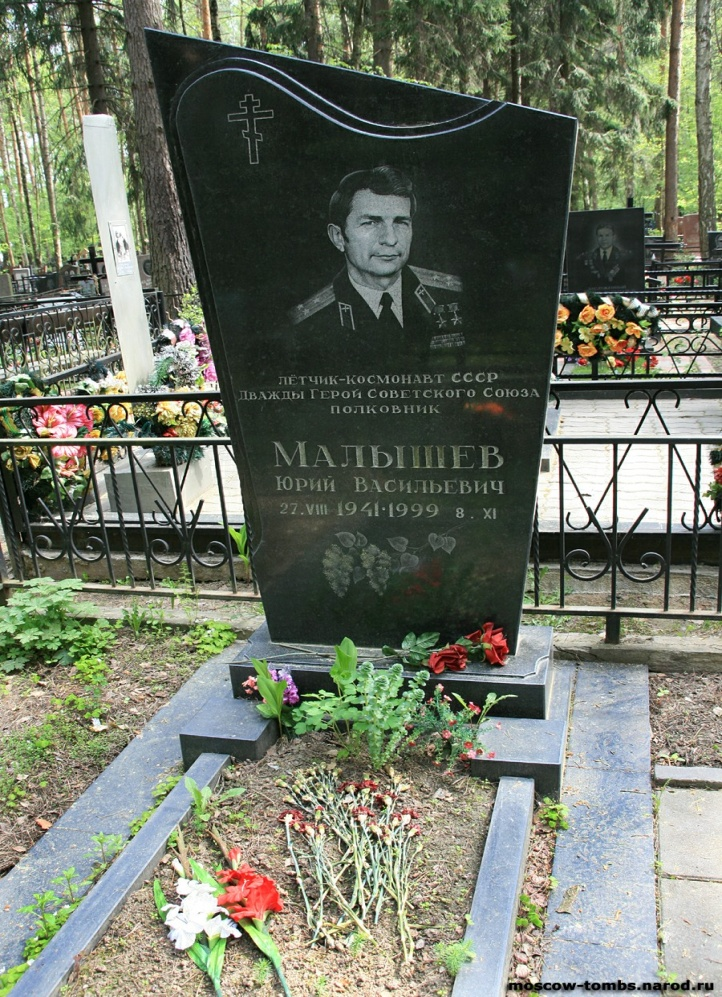 ЛЁТЧИК-КОСМОНАВТ СССР
ДВАЖДЫ ГЕРОЙ СОВЕТСКОГО СОЮЗА
ПОЛКОВНИК
МАЛЫШЕВ
ЮРИЙ ВАСИЛЬЕВИЧ
27.VIII 1941·1999 8.XI
moscow-tombs.narod.ru